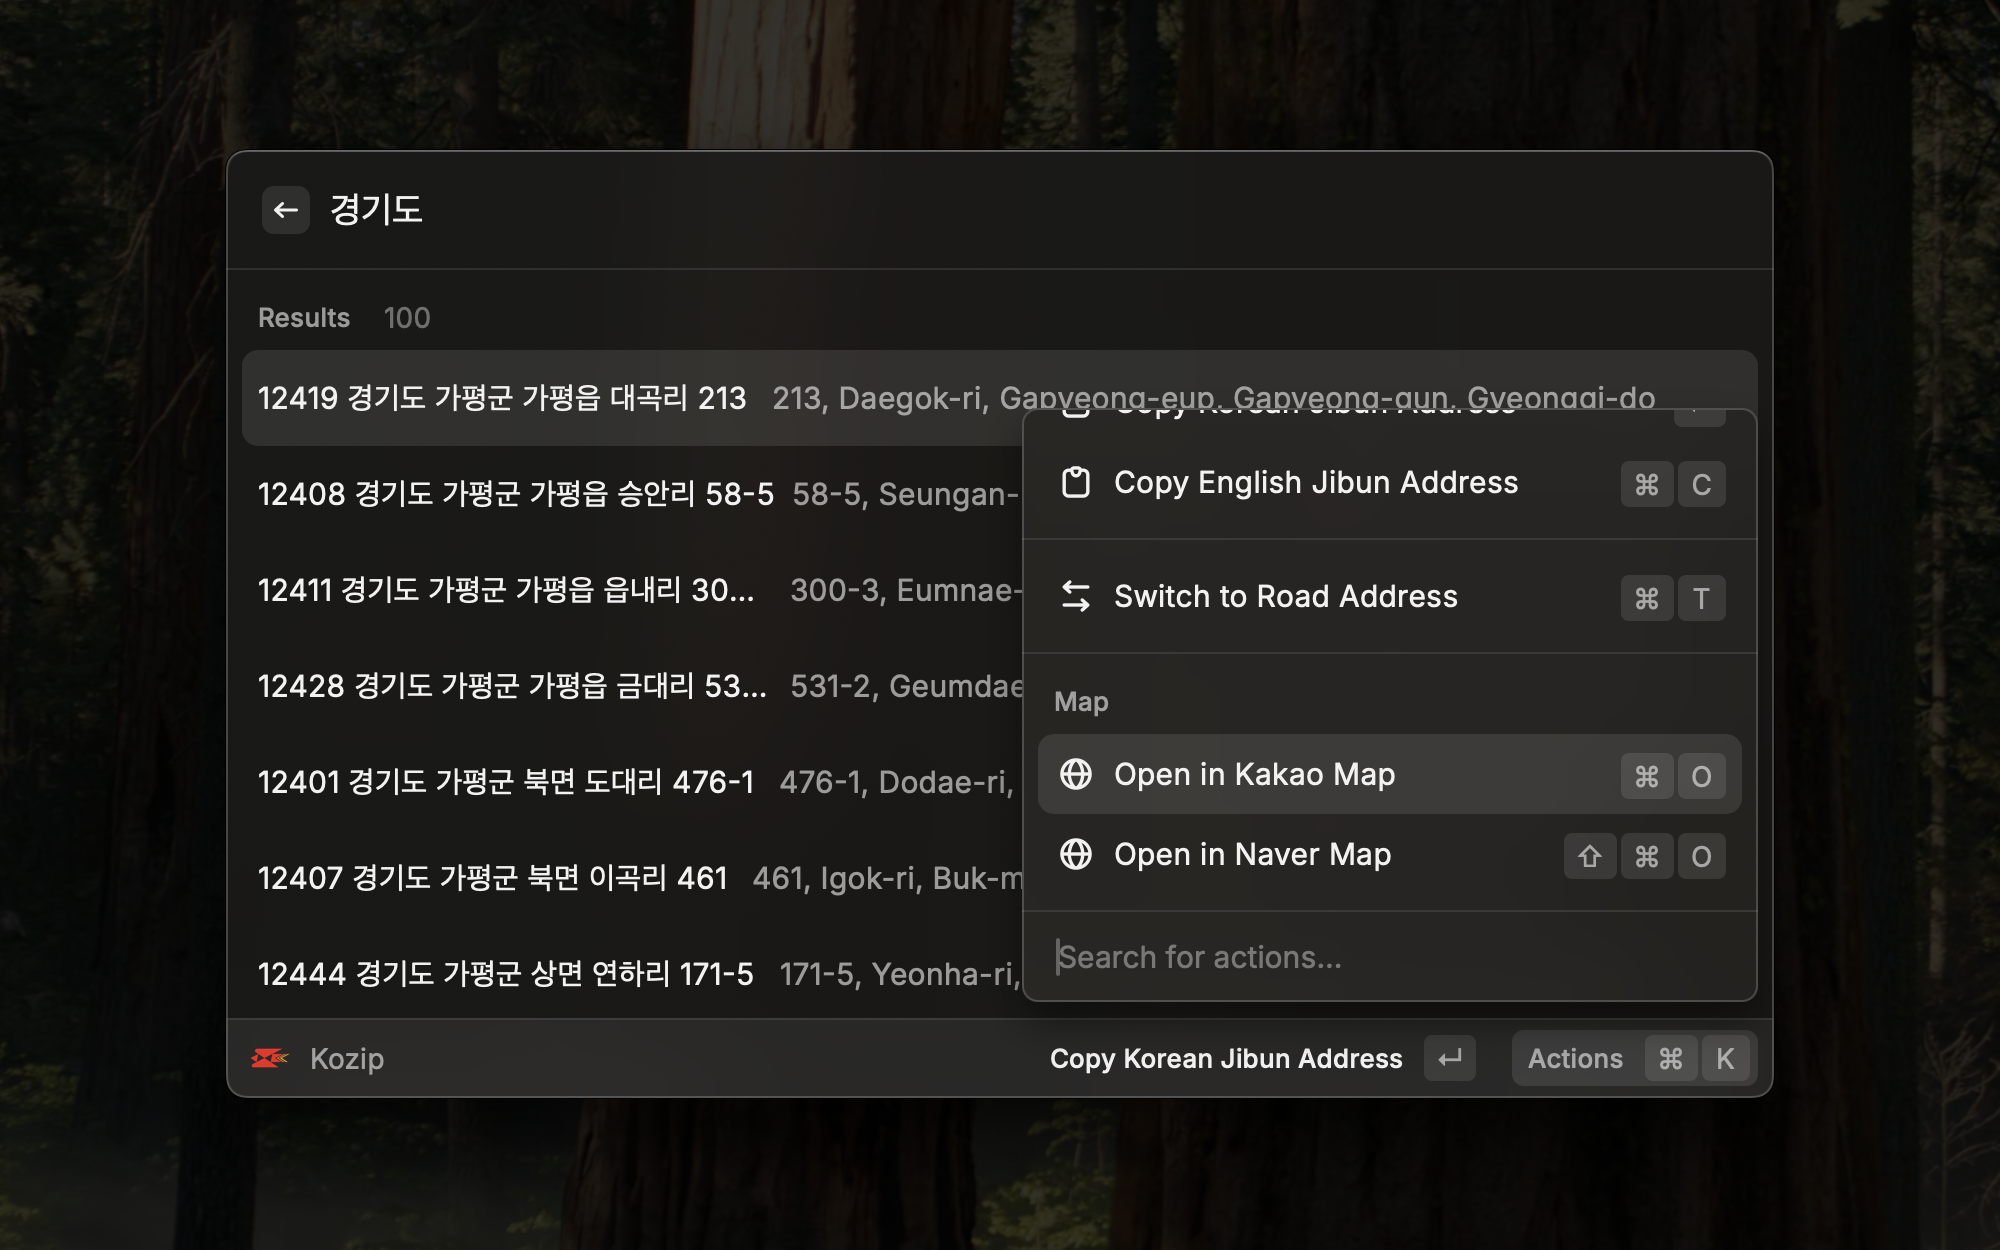 경기도
Results 100
12419 경기도 가평군 가평읍 대곡리 213 213, Daegok-ri, Gapyeong-eup, Gapyeong-gun, Gyeonggi-do
12408 경기도 가평군 가평읍 승안리 58-5 58-5, Seungan-
12411 경기도 가평군 가평읍 읍내리 30... 300-3, Eumnae-
12428 경기도 가평군 가평읍 금대리 53... 531-2, Geumdae
12401 경기도 가평군 북면 도대리 476-1 476-1, Dodae-ri,
12407 경기도 가평군 북면 이곡리 461 461, Igok-ri, Buk-m
12444 경기도 가평군 상면 연하리 171-5 171-5, Yeonha-ri,
Copy Korean Jibun Address
Copy English Jibun Address ⌘ C
Switch to Road Address ⌘ T
Map
Open in Kakao Map ⌘ O
Open in Naver Map ⇧ ⌘ O
Search for actions...
Kozip
Copy Korean Jibun Address ↵ Actions ⌘ K